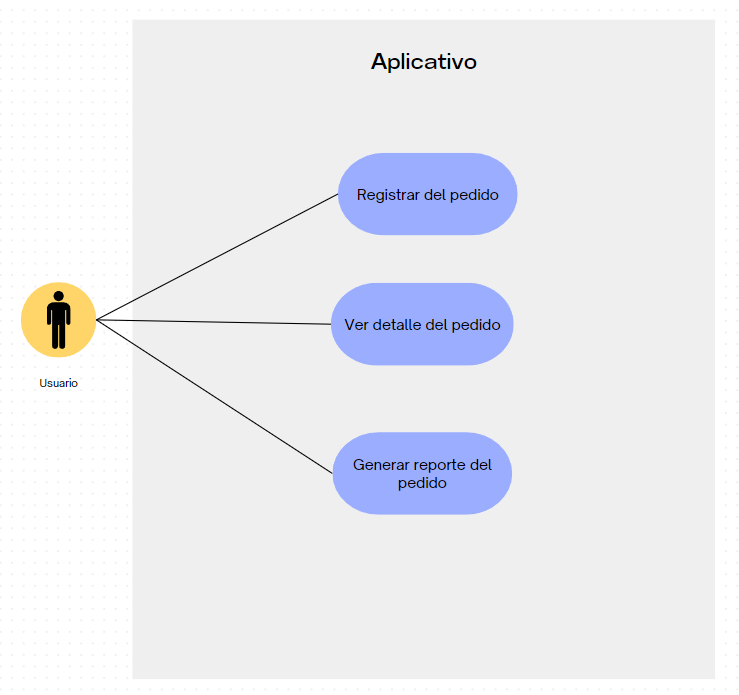 Aplicativo
Registrar del pedido
Ver detalle del pedido
Usuario
Generar reporte del
pedido